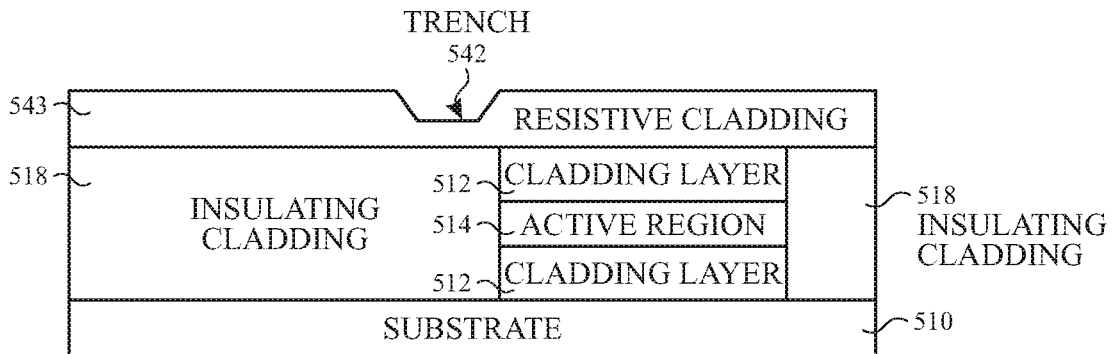 TRENCH
542
543
RESISTIVE CLADDING
518
512
CLADDING LAYER
518
INSULATING
CLADDING
514
ACTIVE REGION
INSULATING
CLADDING
512
CLADDING LAYER
SUBSTRATE
510